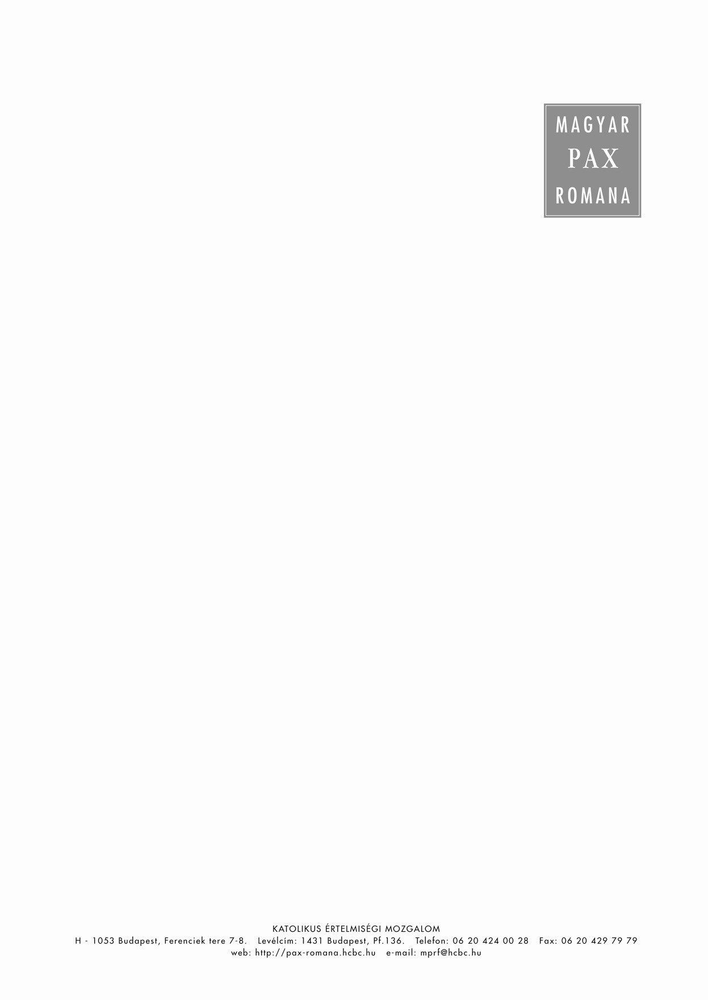 MAGYAR
PAX
ROMANA
KATOLIKUS ÉRTELMISÉGI MOZGALOM
H - 1053 Budapest, Ferenciek tere 7-8. Levélcím: 1431 Budapest, Pf.136. Telefon: 06 20 424 00 28 Fax: 06 20 429 79 79
web: http://pax-romana.hcbc.hu e-mail: mprf@hcbc.hu